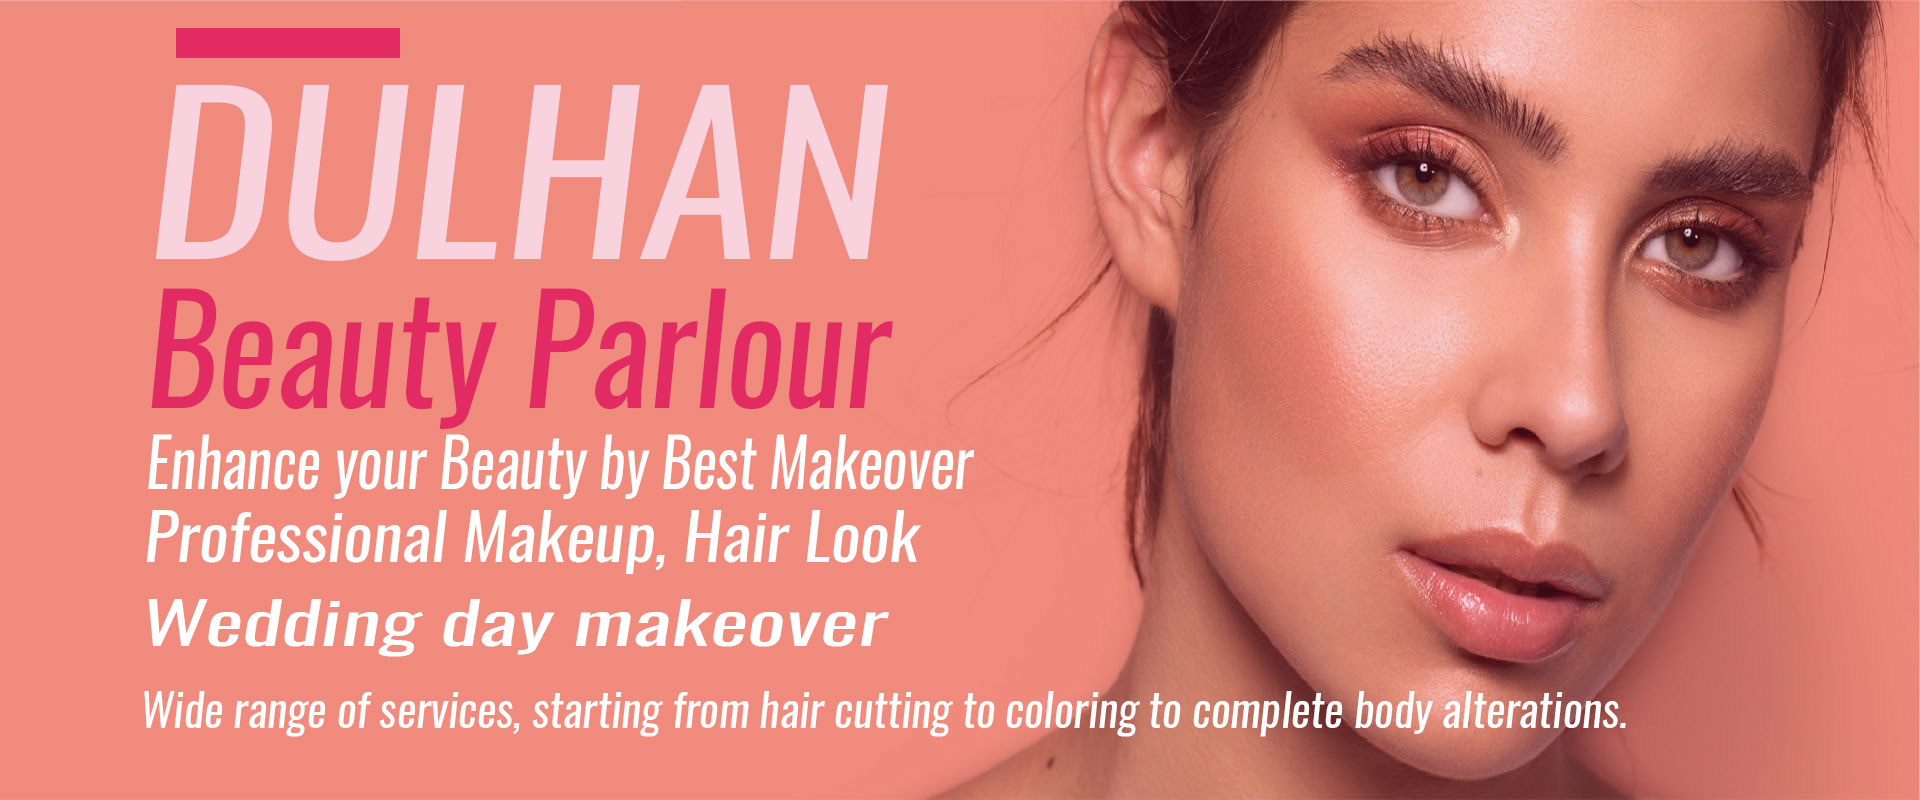 DULHAN
Beauty Parlour
Enhance your Beauty by Best Makeover
Professional Makeup, Hair Look
Wedding day makeover
Wide range of services, starting from hair cutting to coloring to complete body alterations.